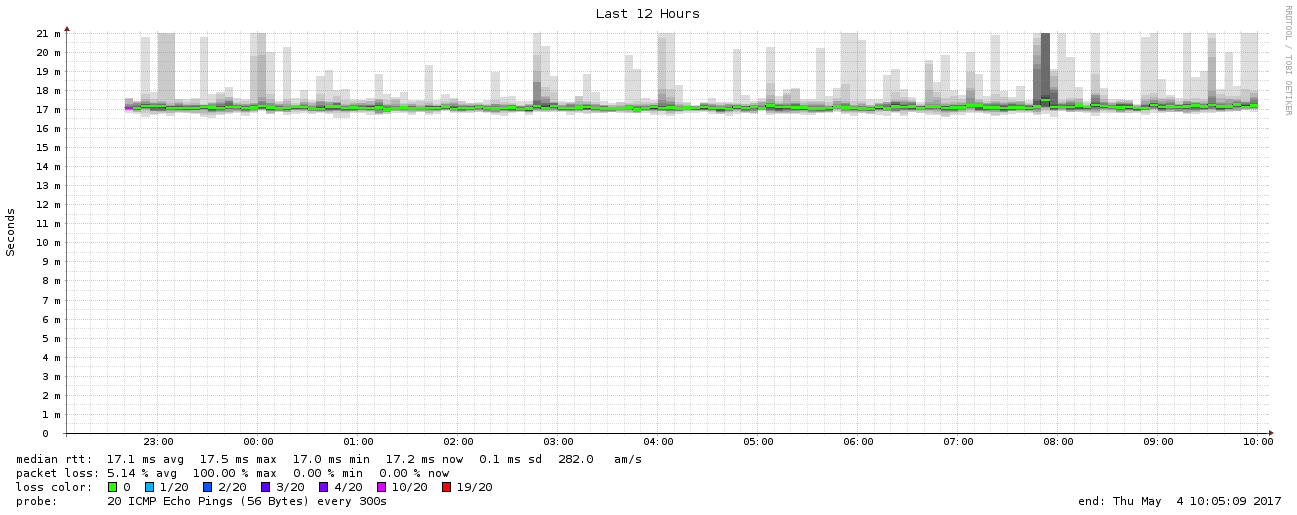 Last 12 Hours
RRDTOOL / TOBI OETIKER
Seconds
21 m
20 m
19 m
18 m
17 m
16 m
15 m
14 m
13 m
12 m
11 m
10 m
9 m
8 m
7 m
6 m
5 m
4 m
3 m
2 m
1 m
0
23:00 00:00 01:00 02:00 03:00 04:00 05:00 06:00 07:00 08:00 09:00 10:00
median rtt: 17.1 ms avg 17.5 ms max 17.0 ms min 17.2 ms now 0.1 ms sd 282.0 am/s
packet loss: 5.14 % avg 100.00 % max 0.00 % min 0.00 % now
loss color: 0 1/20 2/20 3/20 4/20 10/20 19/20
probe: 20 ICMP Echo Pings (56 Bytes) every 300s end: Thu May 4 10:05:09 2017